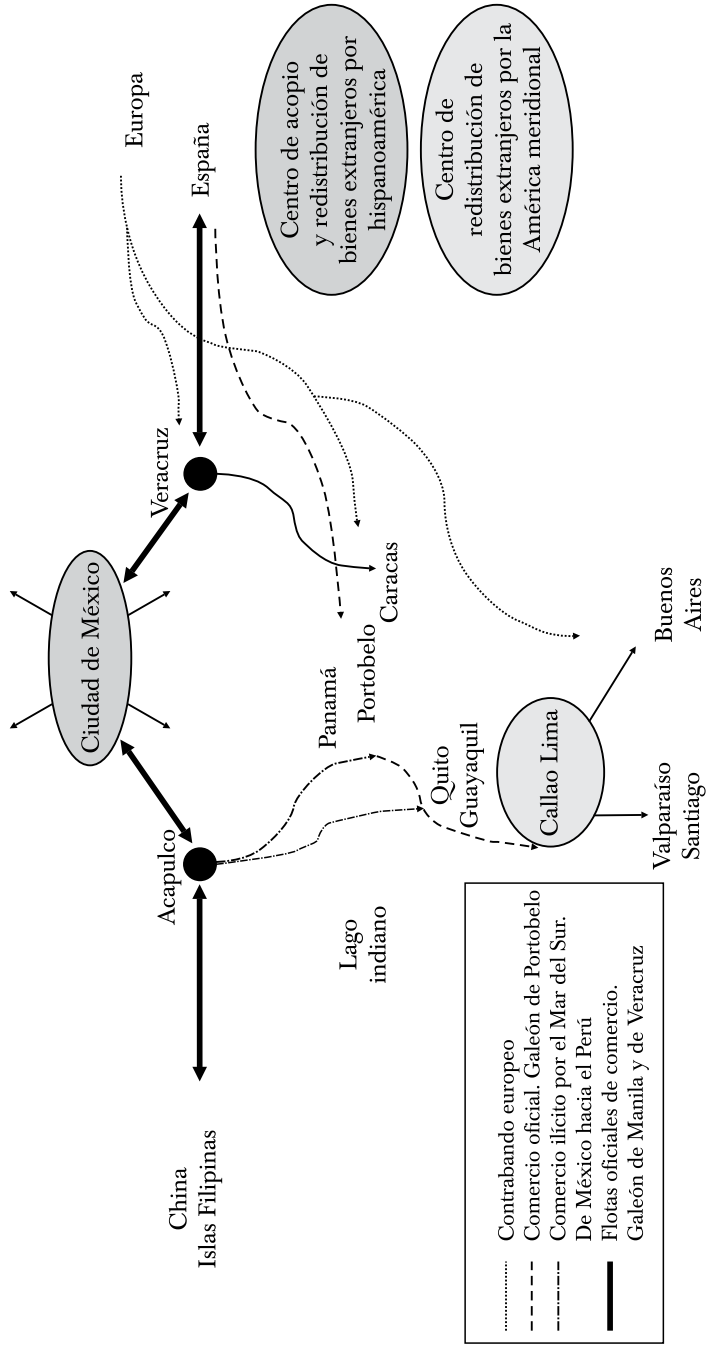 Europa
España
Centro de acopio
y redistribución de
bienes extranjeros por
hispanoamérica
Centro de
redistribución de
bienes extranjeros por la
América meridional
Veracruz
Ciudad de México
Acapulco
China
Islas Filipinas
Caracas
Panamá
Portobelo
Quito
Guayaquil
Lago
indiano
Callao Lima
Buenos
Aires
Valparaíso
Santiago
Contrabando europeo
Comercio oficial. Galeón de Portobelo
Comercio ilícito por el Mar del Sur.
De México hacia el Perú
Flotas oficiales de comercio.
Galeón de Manila y de Veracruz